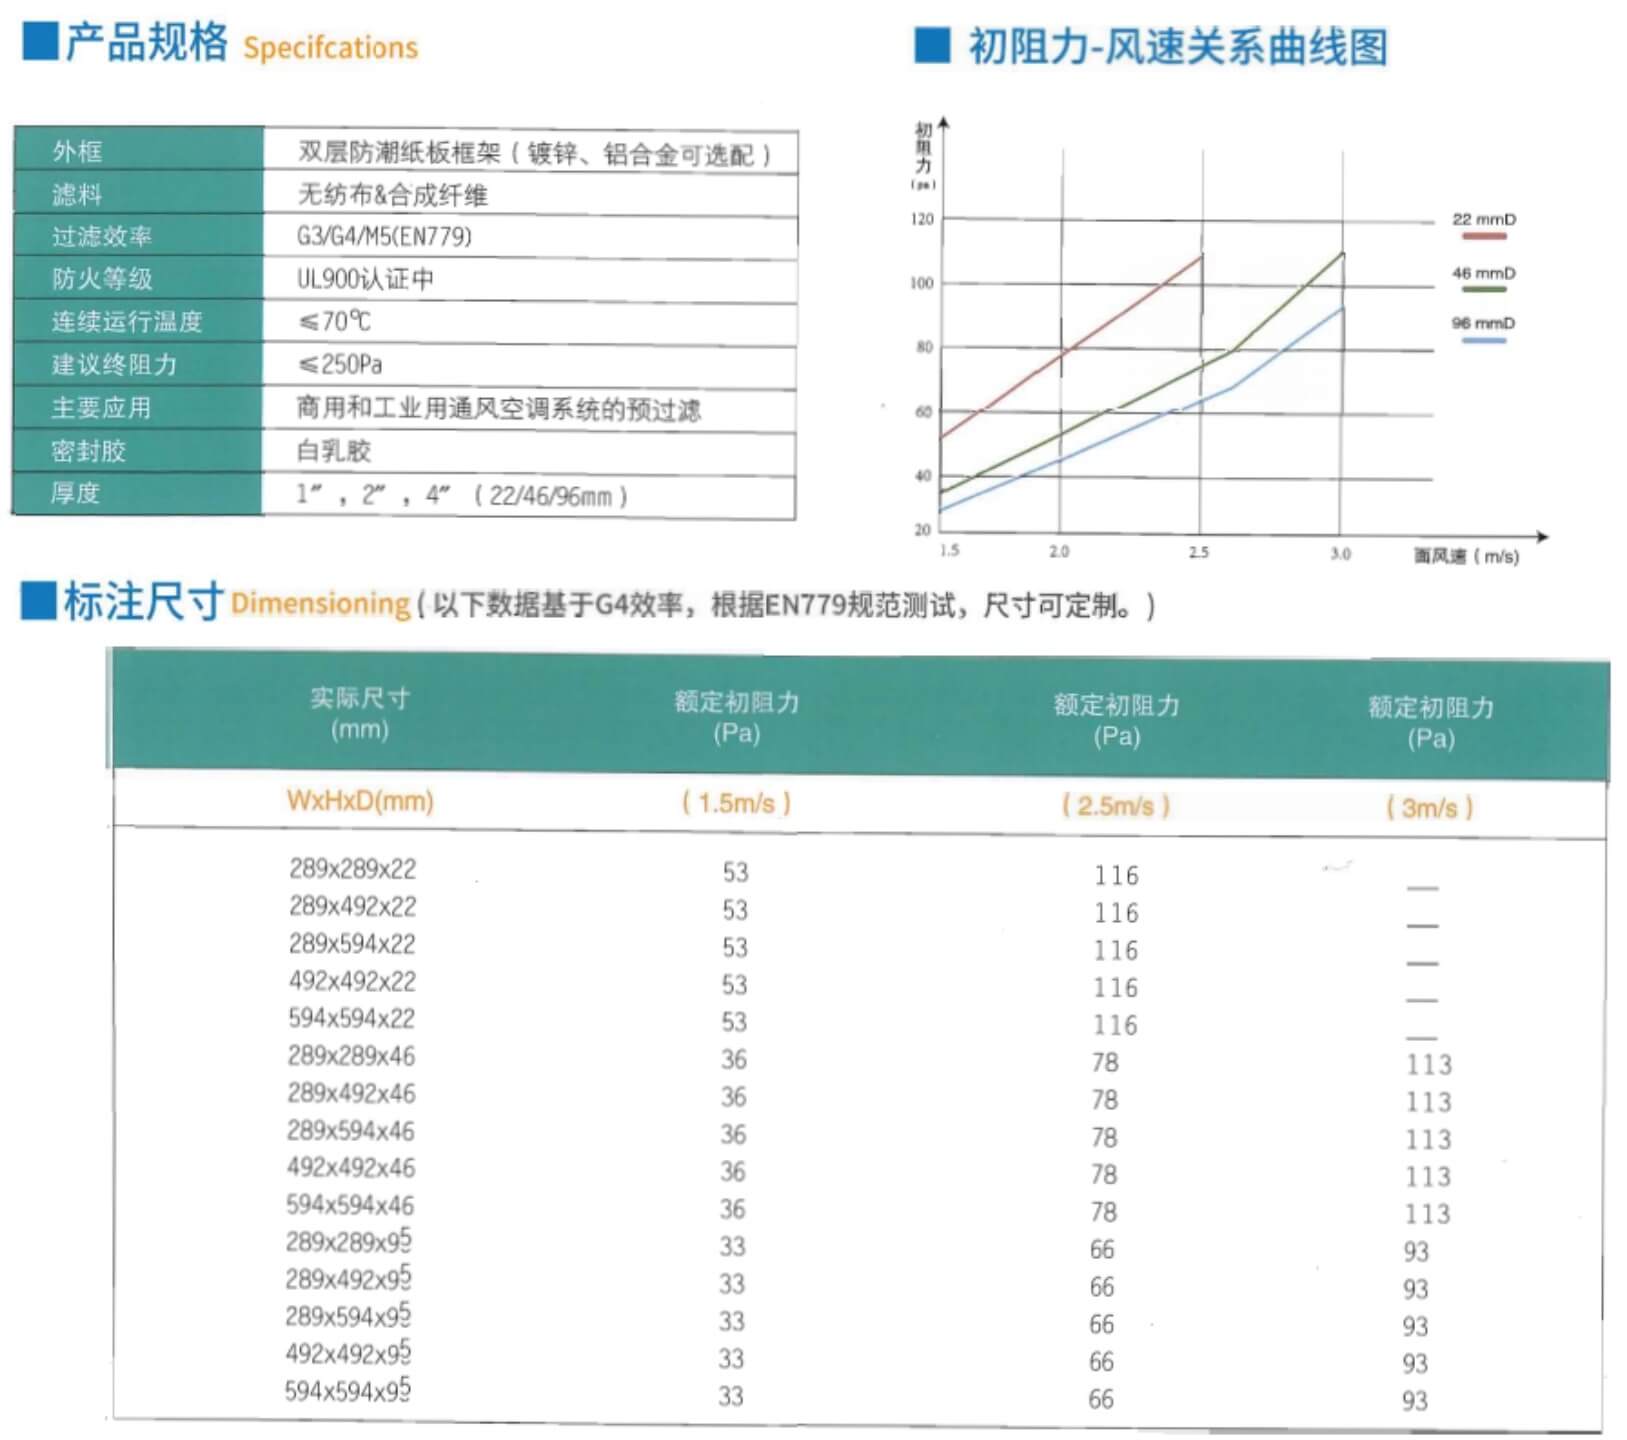 产品规格 Specifcations
外框 双层防潮纸板框架（镀锌、铝合金可选配）
滤料 无纺布&合成纤维
过滤效率 G3/G4/M5(EN779)
防火等级 UL900认证中
连续运行温度 ≤70℃
建议终阻力 ≤250Pa
主要应用 商用和工业用通风空调系统的预过滤
密封胶 白乳胶
厚度 1″，2″，4″（22/46/96mm）
初阻力-风速关系曲线图
初阻力
(pa)
120
100
80
60
40
20
1.5 2.0 2.5 3.0 面风速（m/s）
22 mmD
46 mmD
96 mmD
标注尺寸 Dimensioning（以下数据基于G4效率，根据EN779规范测试，尺寸可定制。）
实际尺寸 额定初阻力 额定初阻力 额定初阻力
(mm) (Pa) (Pa) (Pa)
WxHxD(mm) （1.5m/s） （2.5m/s） （3m/s）
289x289x22 53 116 —
289x492x22 53 116 —
289x594x22 53 116 —
492x492x22 53 116 —
594x594x22 53 116 —
289x289x46 36 78 113
289x492x46 36 78 113
289x594x46 36 78 113
492x492x46 36 78 113
594x594x46 36 78 113
289x289x95 33 66 93
289x492x95 33 66 93
289x594x95 33 66 93
492x492x95 33 66 93
594x594x95 33 66 93